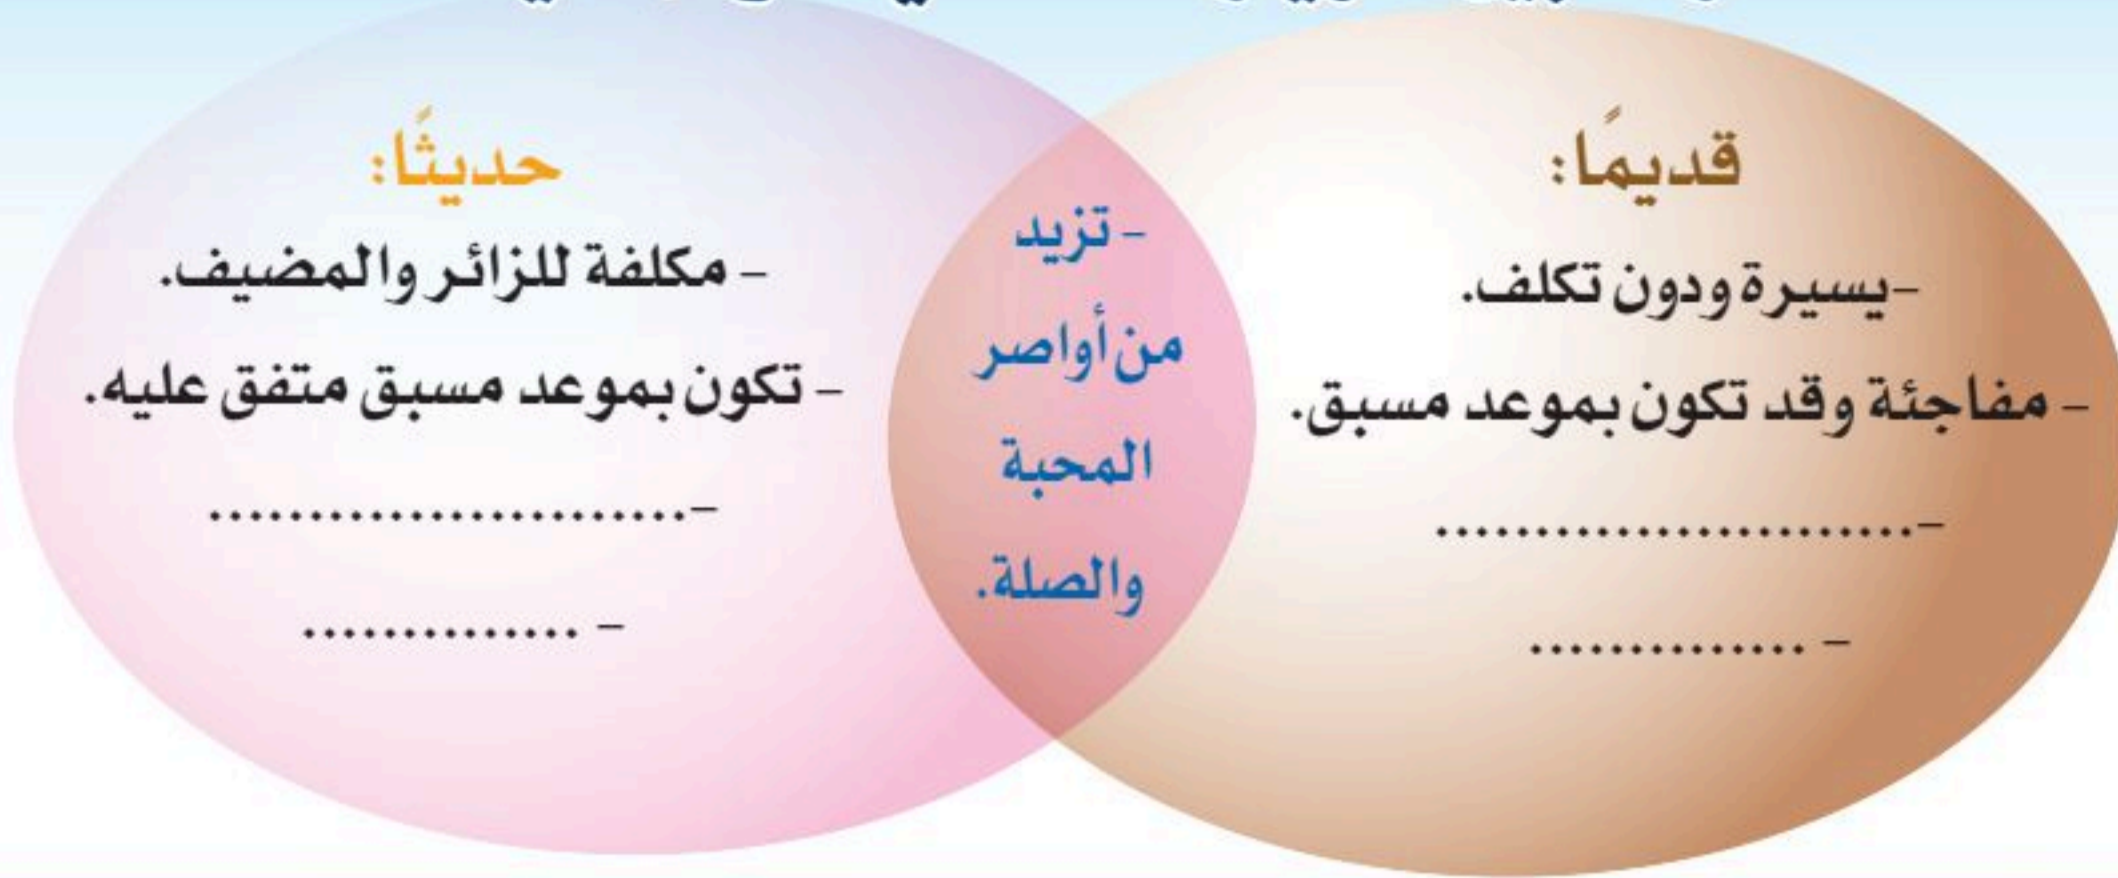 قديمًا:
-يسيرة ودون تكلف.
- مفاجئة وقد تكون بموعد مسبق.
-........................
- ..............
- تزيد
من أواصر
المحبة
والصلة.
حديثًا:
- مكلفة للزائر والمضيف.
- تكون بموعد مسبق متفق عليه.
-........................
- ..............